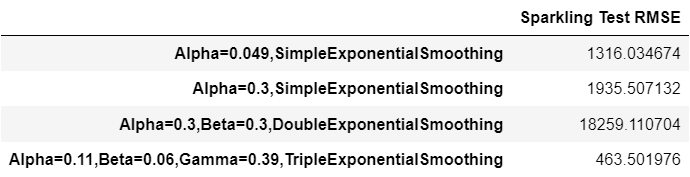 Sparkling Test RMSE
Alpha=0.049,SimpleExponentialSmoothing 1316.034674
Alpha=0.3,SimpleExponentialSmoothing 1935.507132
Alpha=0.3,Beta=0.3,DoubleExponentialSmoothing 18259.110704
Alpha=0.11,Beta=0.06,Gamma=0.39,TripleExponentialSmoothing 463.501976